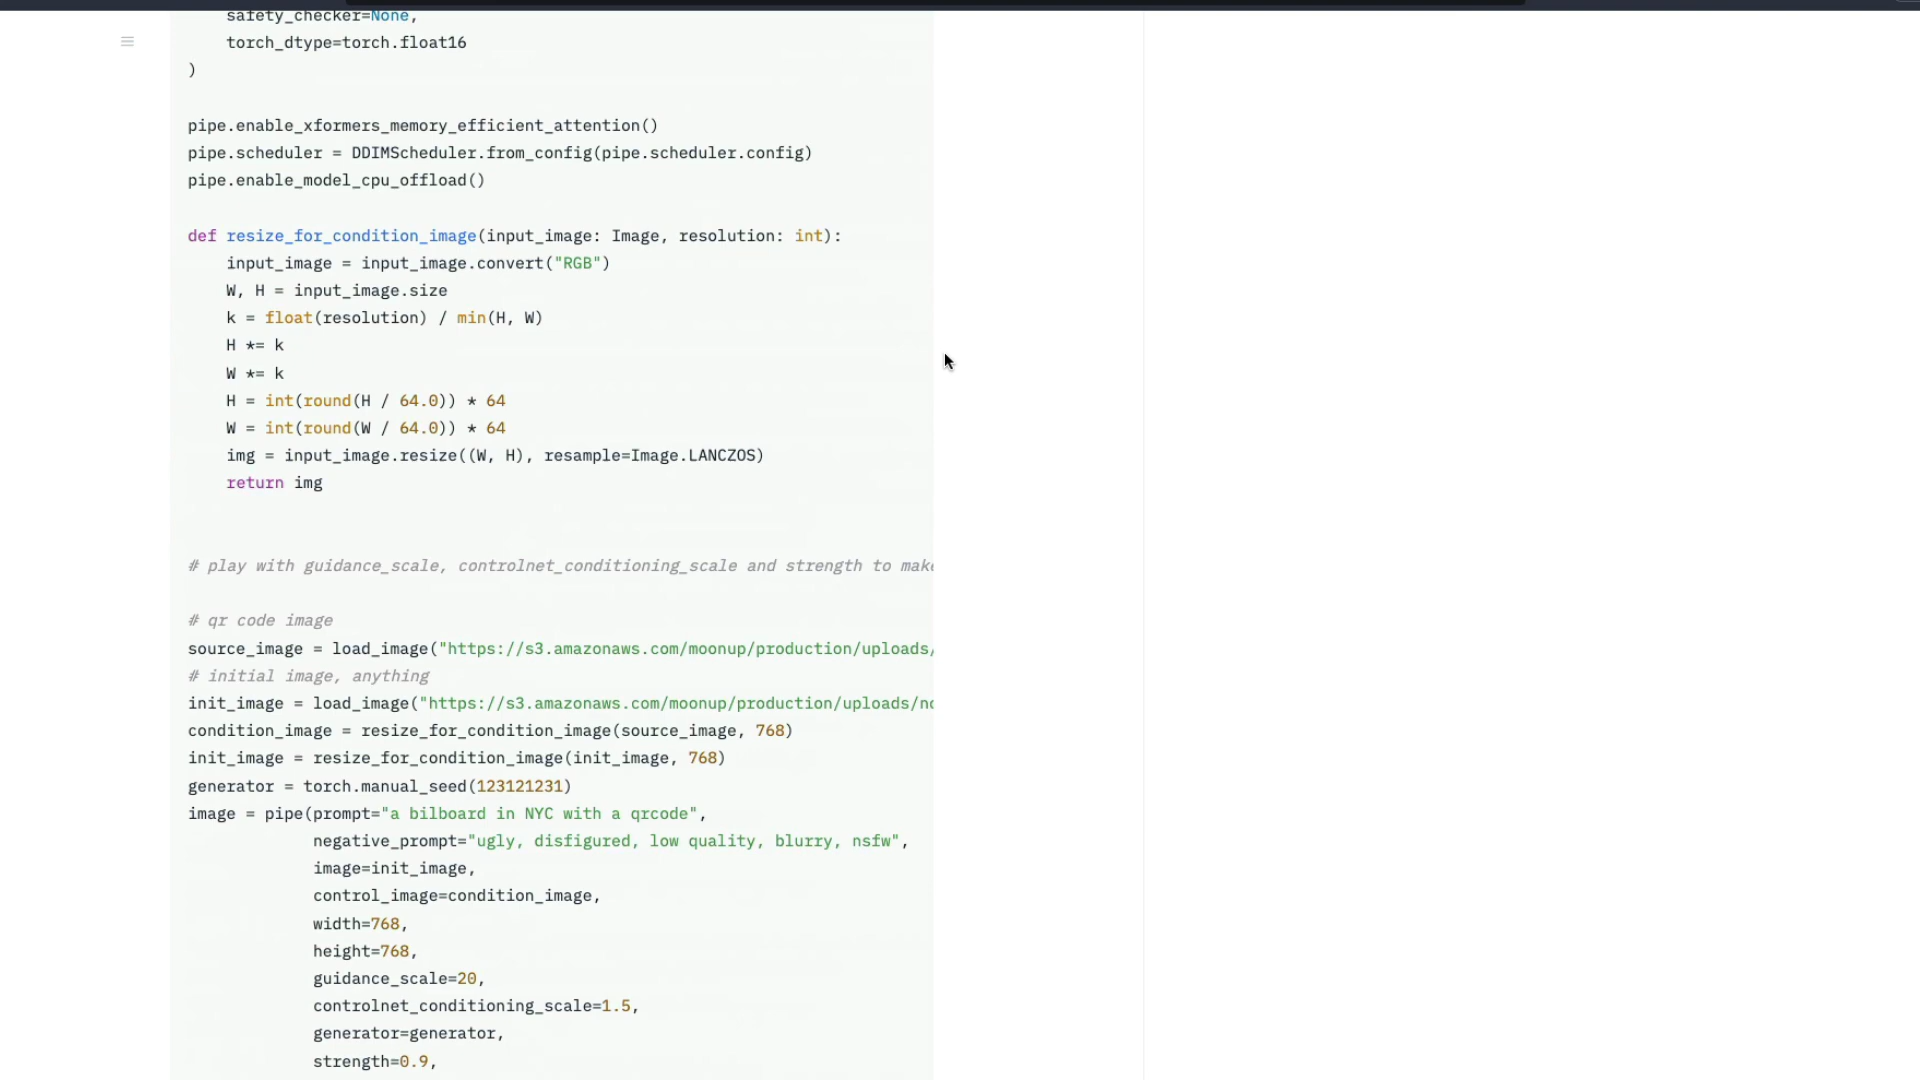 safety_checker=None,
torch_dtype=torch.float16
)
pipe.enable_xformers_memory_efficient_attention()
pipe.scheduler = DDIMScheduler.from_config(pipe.scheduler.config)
pipe.enable_model_cpu_offload()
def resize_for_condition_image(input_image: Image, resolution: int):
input_image = input_image.convert("RGB")
W, H = input_image.size
k = float(resolution) / min(H, W)
H *= k
W *= k
H = int(round(H / 64.0)) * 64
W = int(round(W / 64.0)) * 64
img = input_image.resize((W, H), resample=Image.LANCZOS)
return img
# play with guidance_scale, controlnet_conditioning_scale and strength to make
# qr code image
source_image = load_image("https://s3.amazonaws.com/moonup/production/uploads/
# initial image, anything
init_image = load_image("https://s3.amazonaws.com/moonup/production/uploads/no
condition_image = resize_for_condition_image(source_image, 768)
init_image = resize_for_condition_image(init_image, 768)
generator = torch.manual_seed(123121231)
image = pipe(prompt="a bilboard in NYC with a qrcode",
negative_prompt="ugly, disfigured, low quality, blurry, nsfw",
image=init_image,
control_image=condition_image,
width=768,
height=768,
guidance_scale=20,
controlnet_conditioning_scale=1.5,
generator=generator,
strength=0.9,